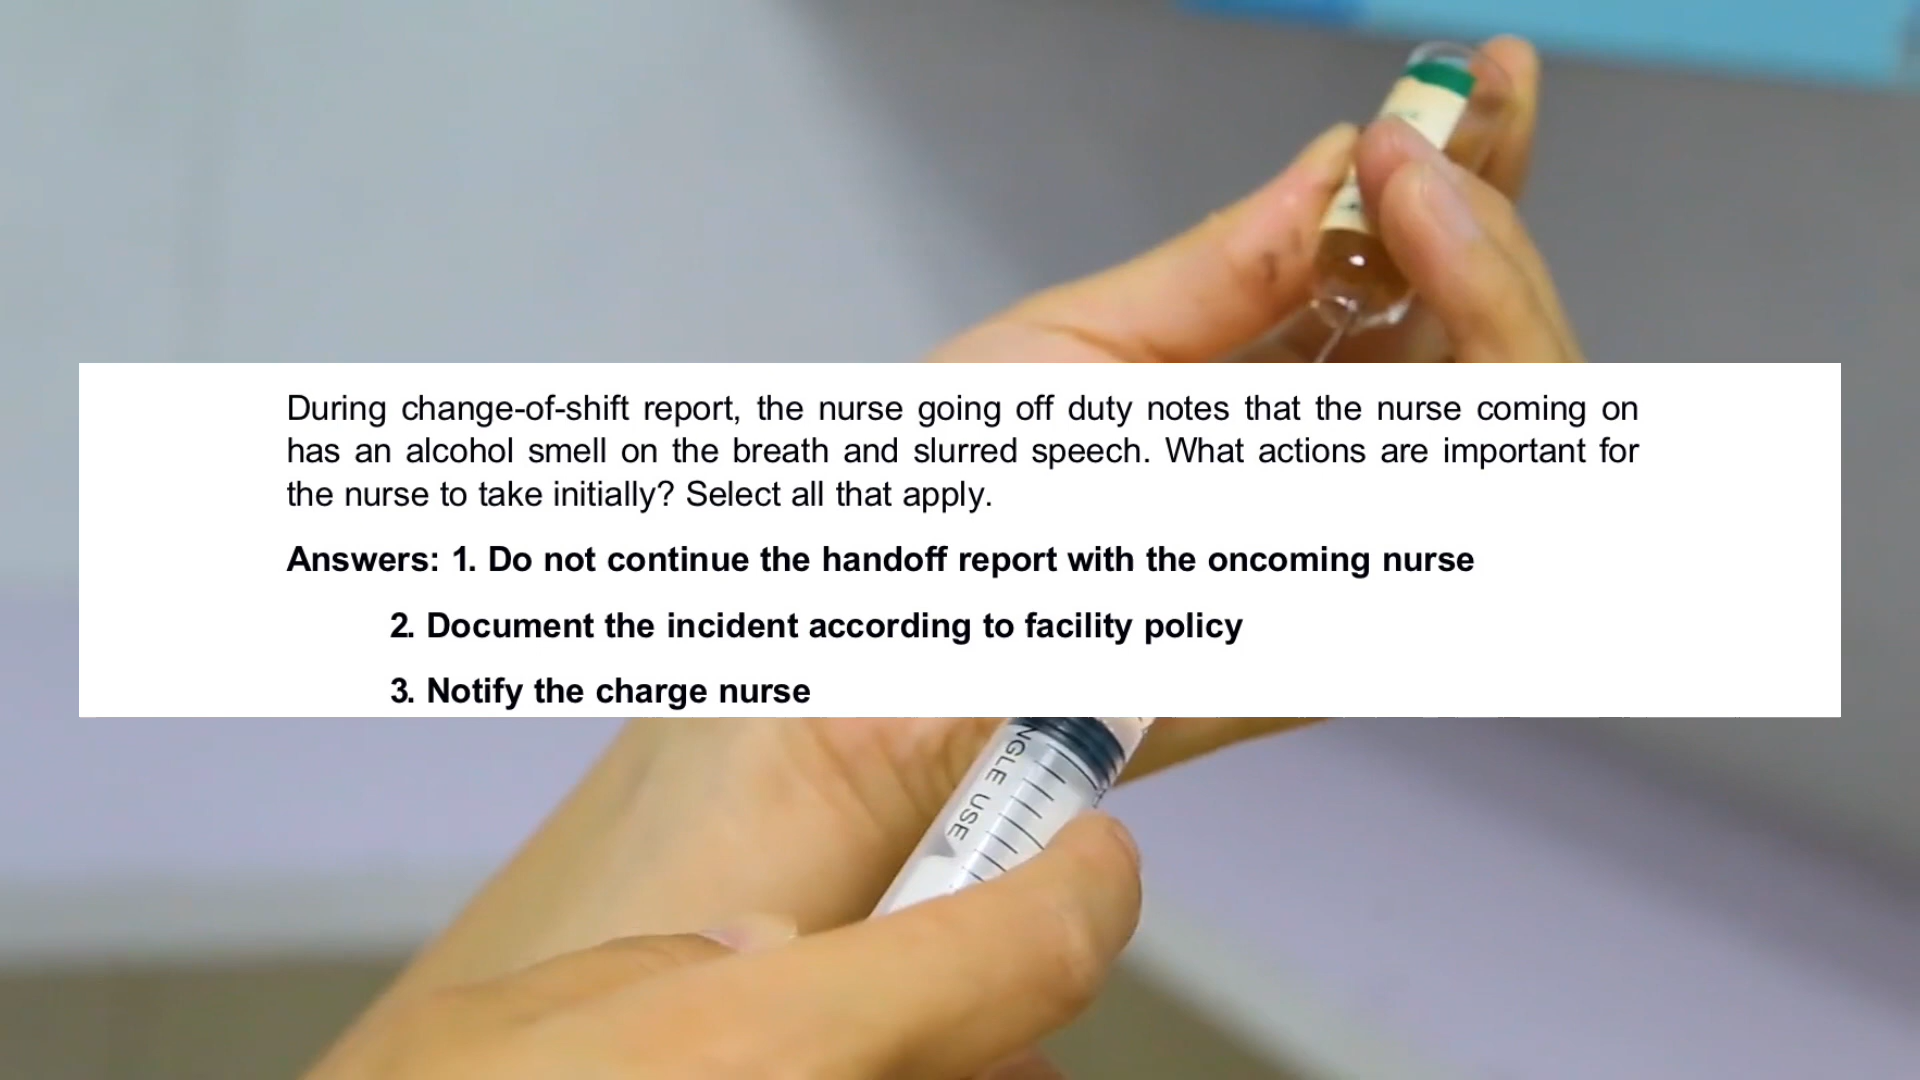 During change-of-shift report, the nurse going off duty notes that the nurse coming on
has an alcohol smell on the breath and slurred speech. What actions are important for
the nurse to take initially? Select all that apply.
Answers: 1. Do not continue the handoff report with the oncoming nurse
2. Document the incident according to facility policy
3. Notify the charge nurse
NGLE USE